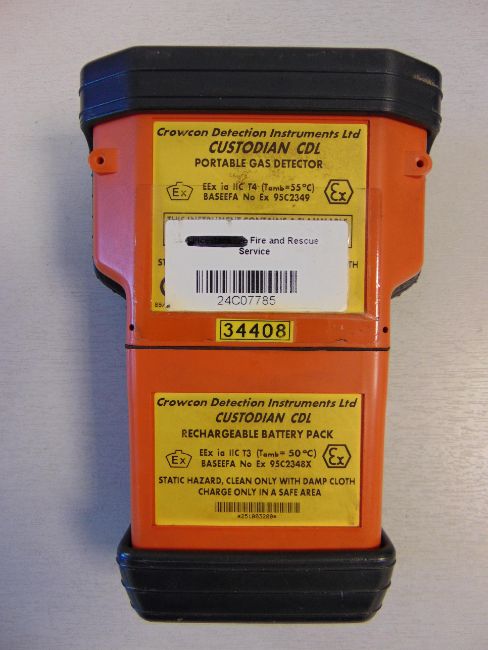 Crowcon Detection Instruments Ltd
CUSTODIAN CDL
PORTABLE GAS DETECTOR
Ex EEx ia IIC T4 (Tamb=55°C) Ex
BASEEFA No Ex 95C2349
Fire and Rescue
Service
24C07785
34408
Crowcon Detection Instruments Ltd
CUSTODIAN CDL
RECHARGEABLE BATTERY PACK
Ex EEx ia IIC T3 (Tamb=50°C) Ex
BASEEFA No Ex 95C2348X
STATIC HAZARD, CLEAN ONLY WITH DAMP CLOTH
CHARGE ONLY IN A SAFE AREA